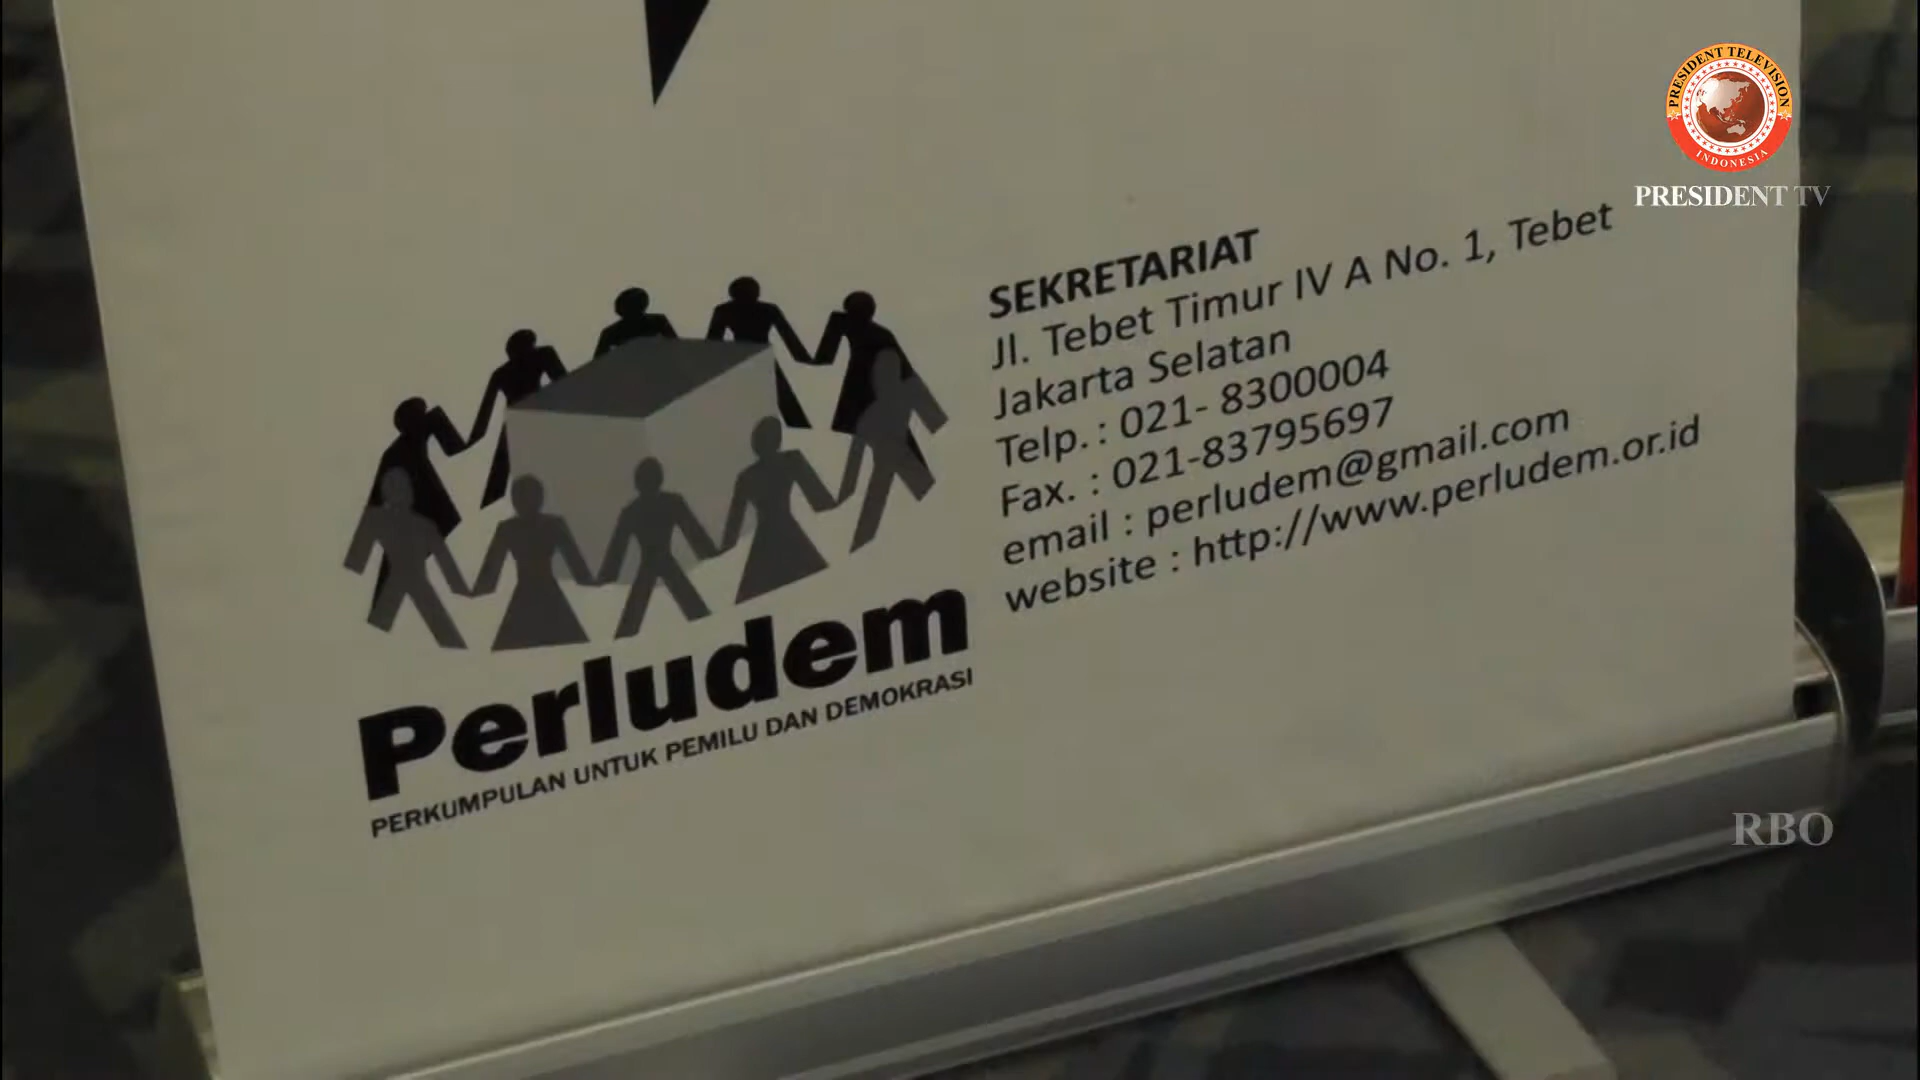 PRESIDENT TELEVISION
INDONESIA
PRESIDENT TV
SEKRETARIAT
Jl. Tebet Timur IV A No. 1, Tebet
Jakarta Selatan
Telp. : 021- 8300004
Fax. : 021-83795697
email : perludem@gmail.com
website : http://www.perludem.or.id
Perludem
PERKUMPULAN UNTUK PEMILU DAN DEMOKRASI
RBO